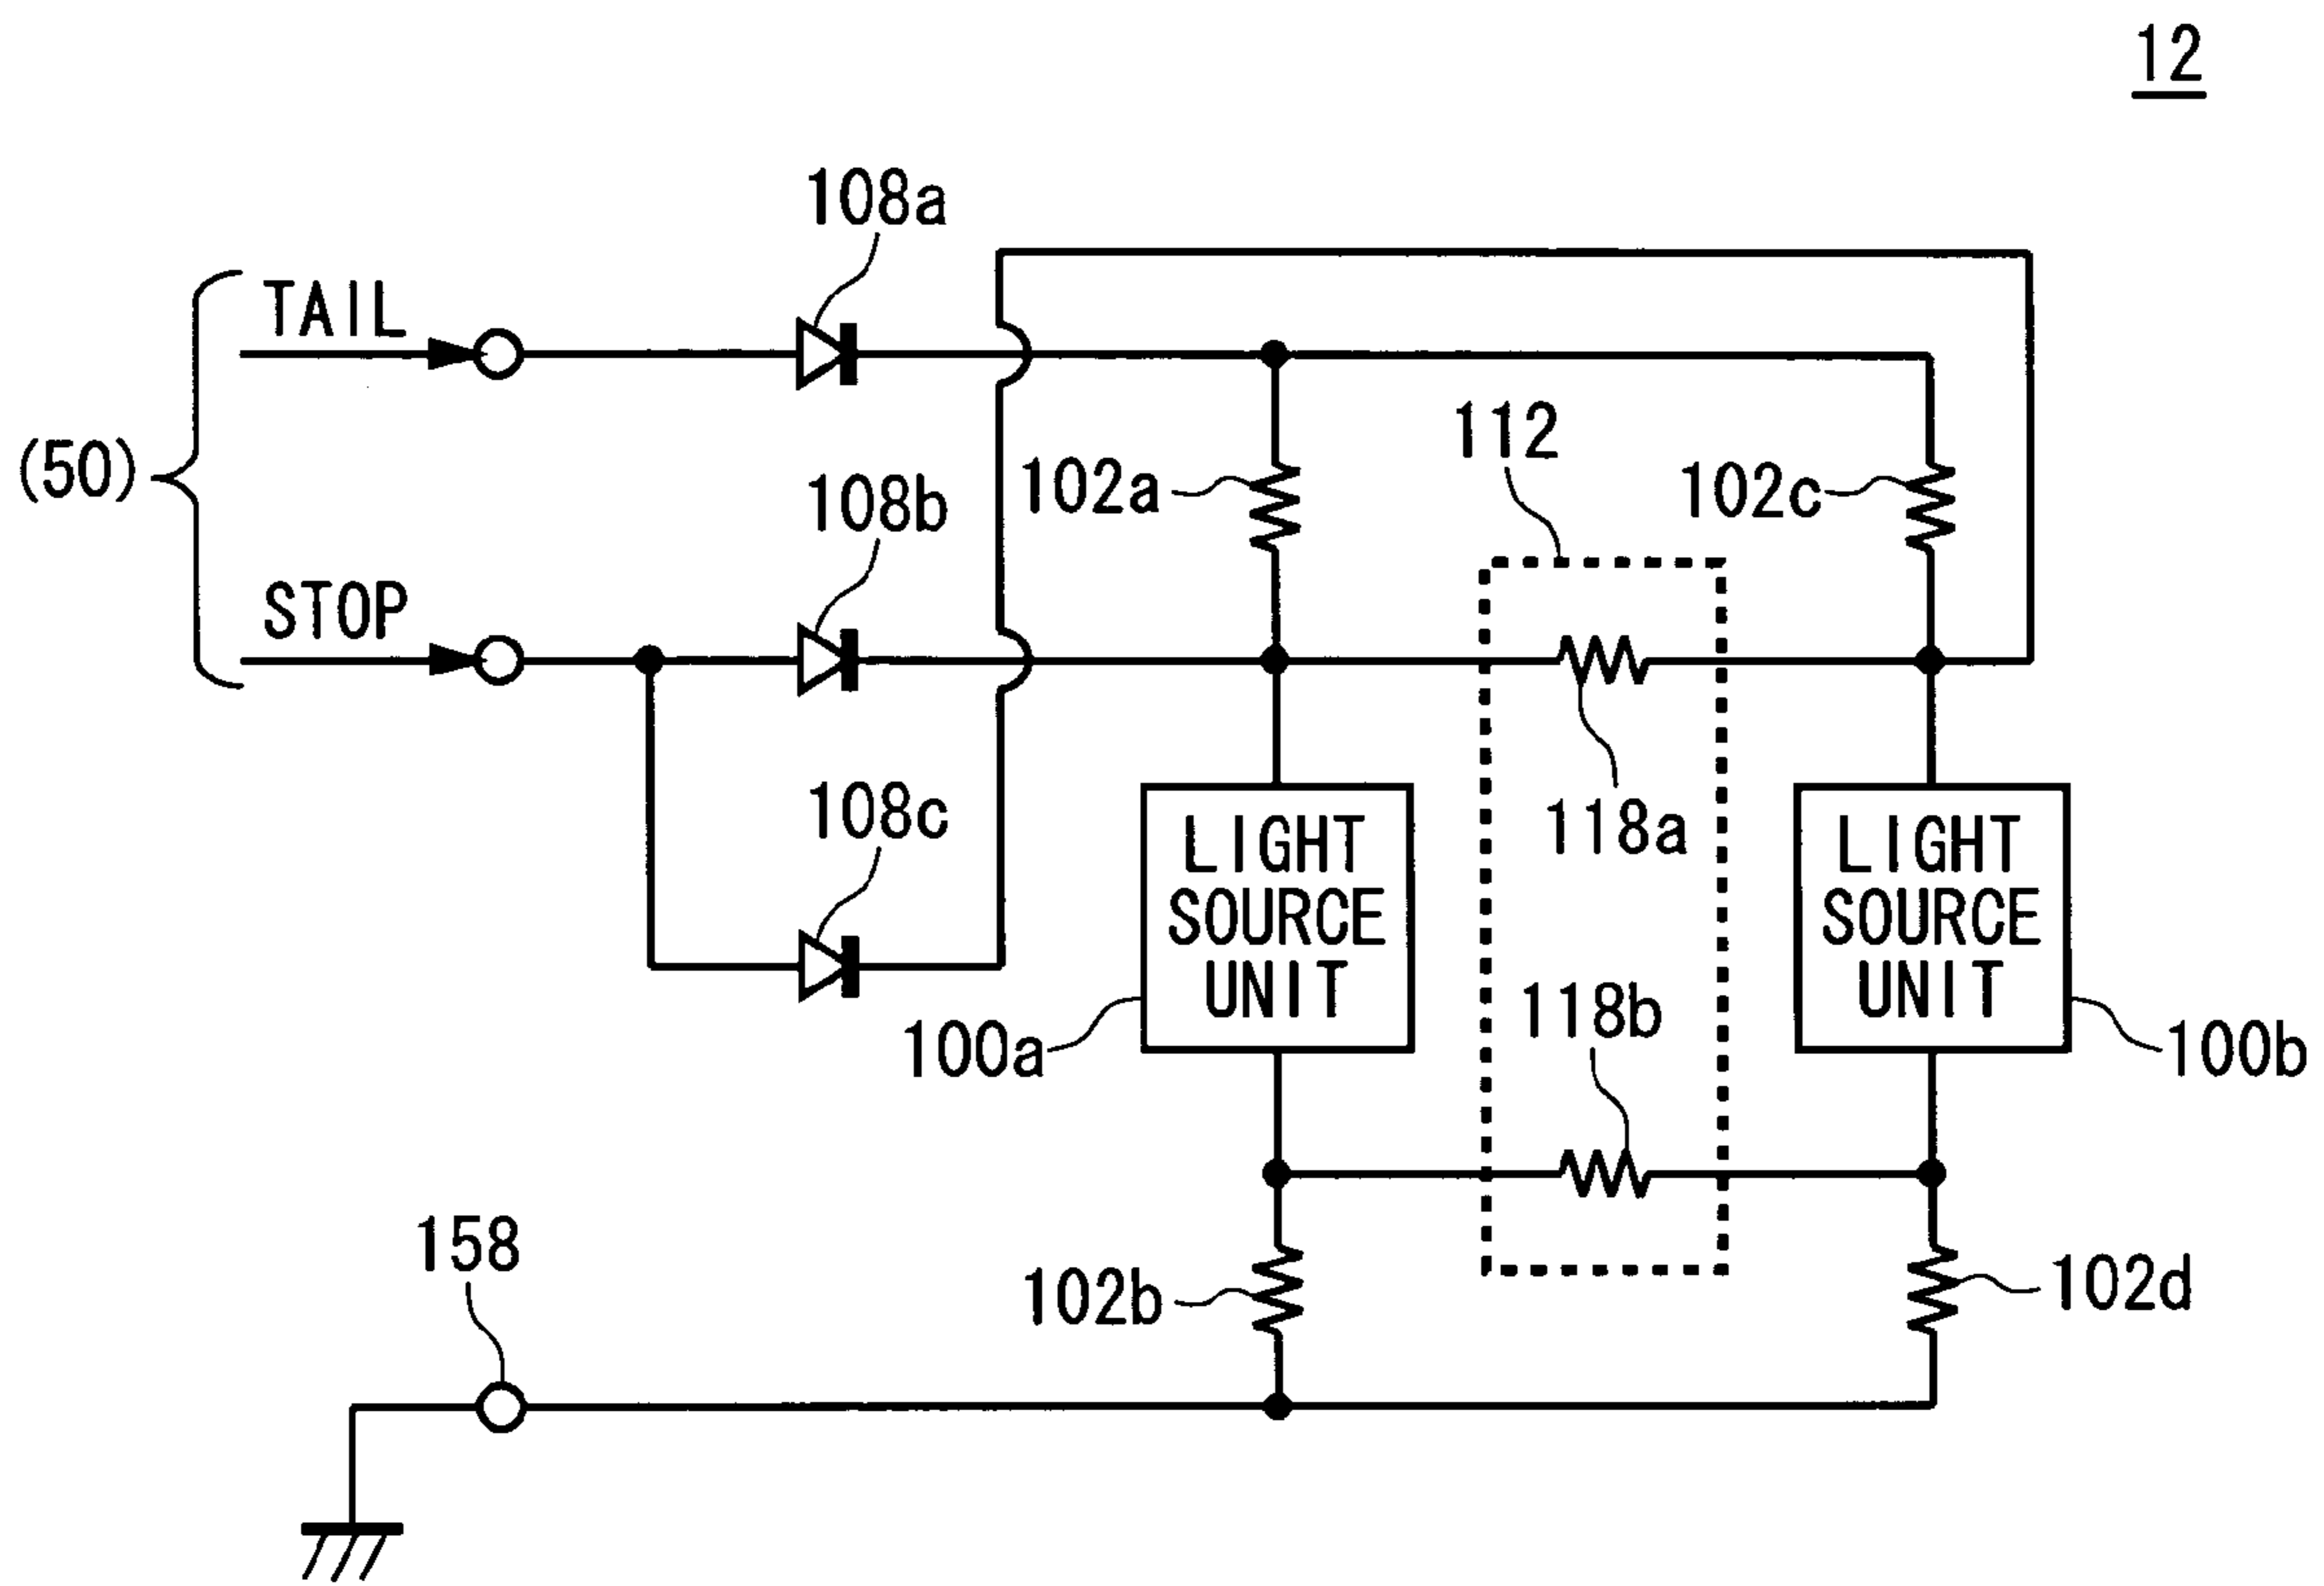 12
108a
TAIL
112
(50)
102a
102c
108b
STOP
108c
118a
LIGHT
SOURCE
UNIT
LIGHT
SOURCE
UNIT
118b
100a
100b
158
102b
102d